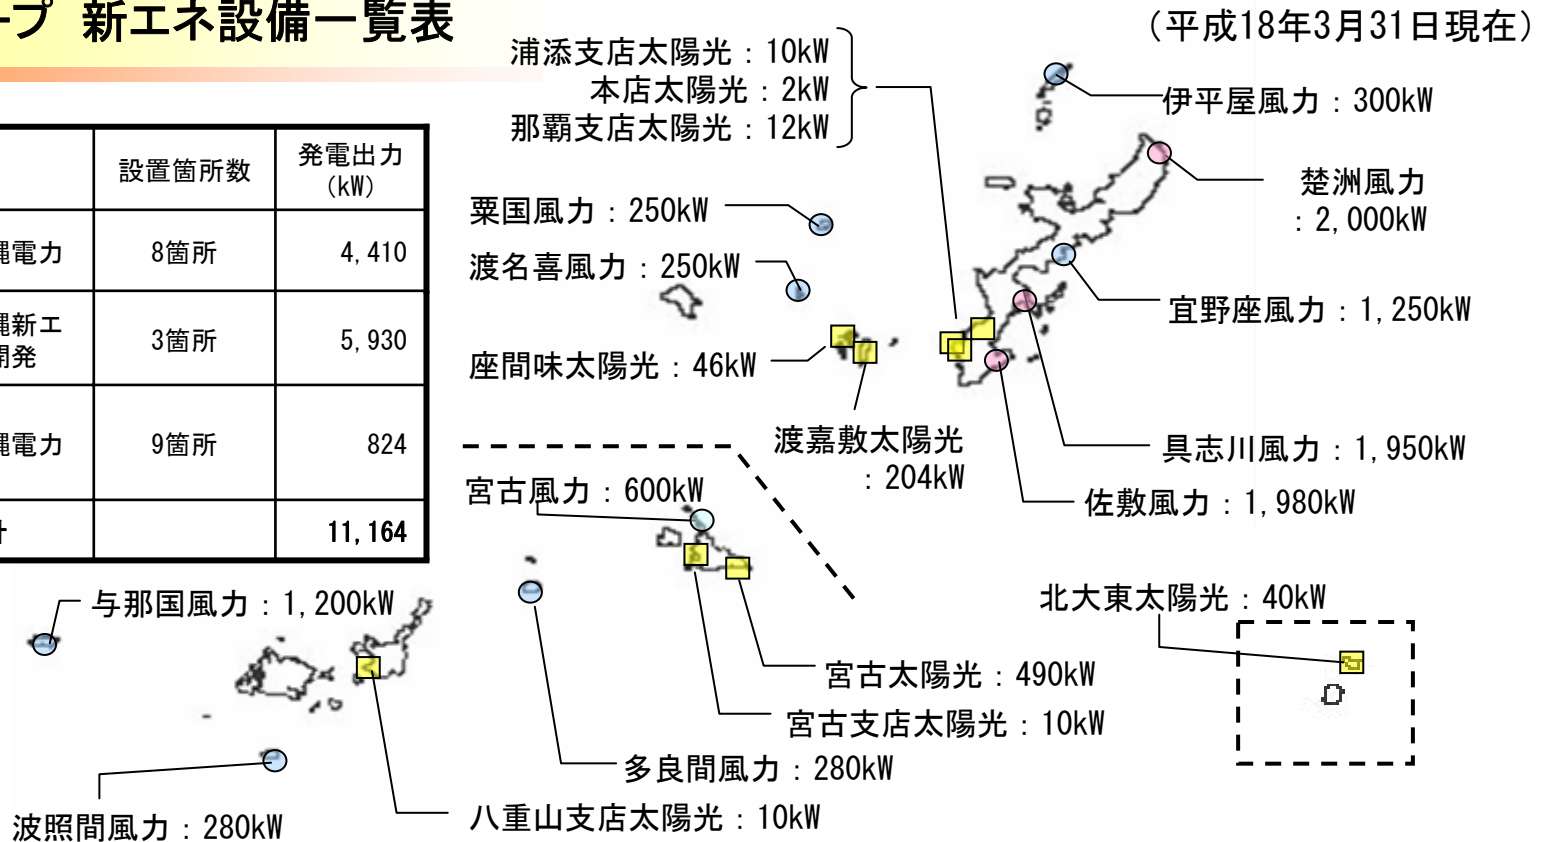 ープ 新エネ設備一覧表
（平成18年3月31日現在）
設置箇所数
発電出力
（kW）
縄電力
8箇所
4,410
縄新エ
開発
3箇所
5,930
縄電力
9箇所
824
計
11,164
浦添支店太陽光：10kW
本店太陽光：2kW
那覇支店太陽光：12kW
伊平屋風力：300kW
楚洲風力
：2,000kW
粟国風力：250kW
渡名喜風力：250kW
宜野座風力：1,250kW
座間味太陽光：46kW
渡嘉敷太陽光
：204kW
具志川風力：1,950kW
佐敷風力：1,980kW
宮古風力：600kW
与那国風力：1,200kW
北大東太陽光：40kW
宮古太陽光：490kW
宮古支店太陽光：10kW
多良間風力：280kW
八重山支店太陽光：10kW
波照間風力：280kW